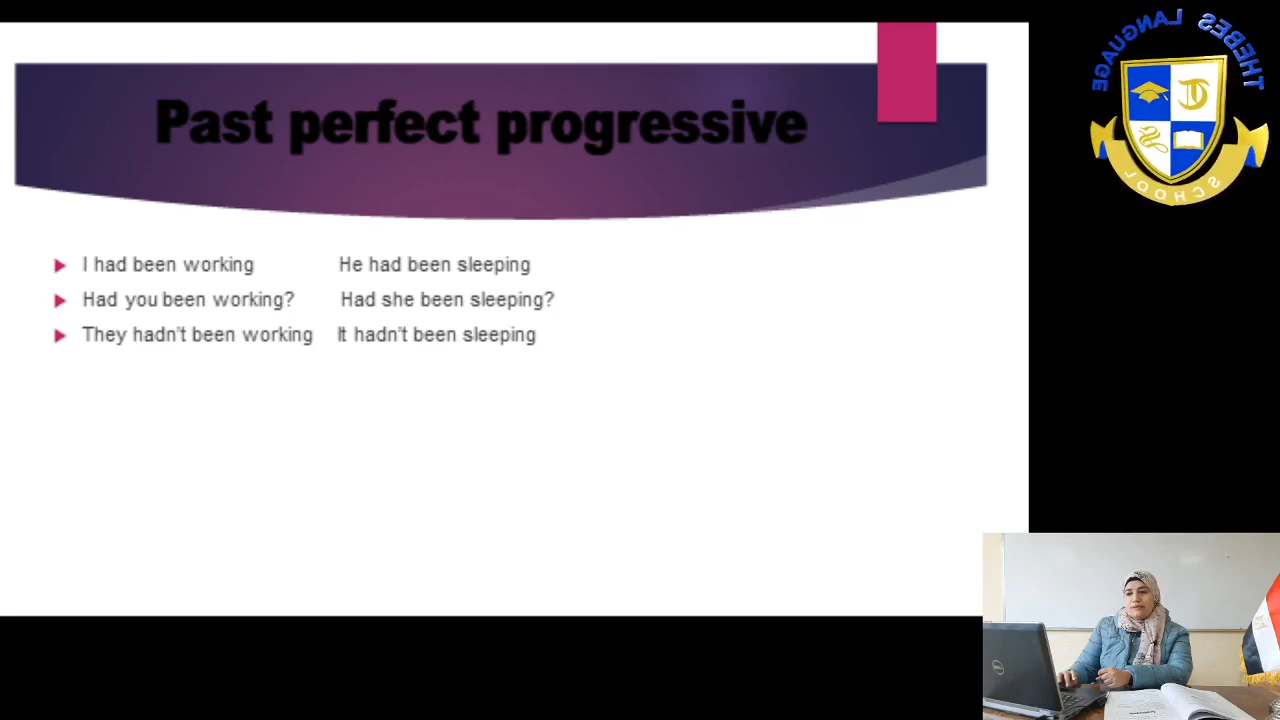 Past perfect progressive
THEBES LANGUAGE
SCHOOL
I had been working He had been sleeping
Had you been working? Had she been sleeping?
They hadn't been working It hadn't been sleeping